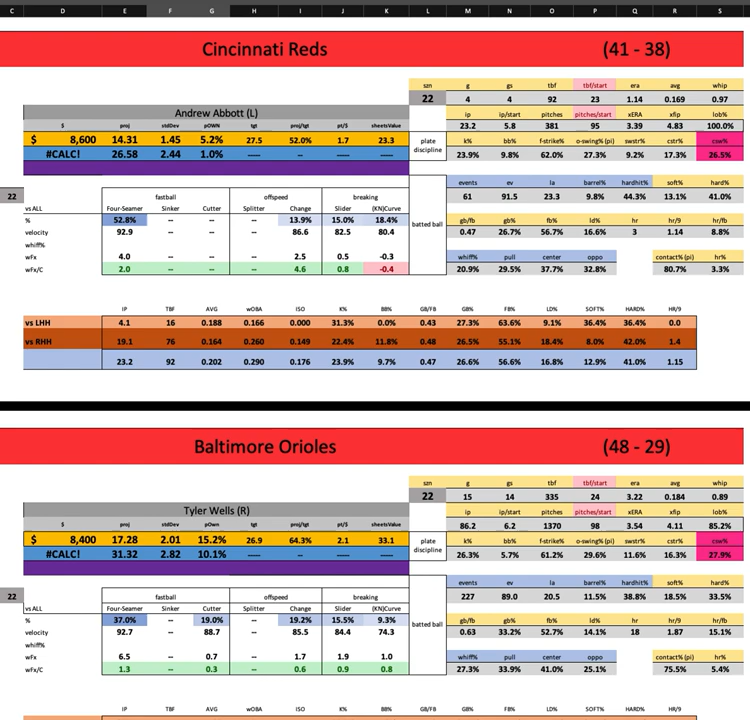 C D E F G H I J K L M N O P Q R S
Cincinnati Reds (41 - 38)
szn g gs tbf tbf/start era avg whip
22 4 4 92 23 1.14 0.169 0.97
Andrew Abbott (L) ip ip/start pitches pitches/start xERA xfip lob%
$ proj stdDev pOWN tgt proj/tgt pt/$ sheetsValue 23.2 5.8 381 95 3.39 4.83 100.0%
$ 8,600 14.31 1.45 5.2% 27.5 52.0% 1.7 23.3 plate discipline k% bb% f-strike% o-swing% (pi) swstr% cstr% csw%
#CALC! 26.58 2.44 1.0% ---- -- ---- ---- 23.9% 9.8% 62.0% 27.3% 9.2% 17.3% 26.5%
events ev la barrel% hardhit% soft% hard%
22 fastball offspeed breaking 61 91.5 23.3 9.8% 44.3% 13.1% 41.0%
vs ALL Four-Seamer Sinker Cutter Splitter Change Slider (KN)Curve
% 52.8% -- -- -- 13.9% 15.0% 18.4% batted ball gb/fb gb% fb% ld% hr hr/9 hr/fb
velocity 92.9 -- -- -- 86.6 82.5 80.4 0.47 26.7% 56.7% 16.6% 3 1.14 8.8%
whiff%
wFx 4.0 -- -- -- 2.5 0.5 -0.3 whiff% pull center oppo contact% (pi) hr%
wFx/C 2.0 -- -- -- 4.6 0.8 -0.4 20.9% 29.5% 37.7% 32.8% 80.7% 3.3%
IP TBF AVG wOBA ISO K% BB% GB/FB GB% FB% LD% SOFT% HARD% HR/9
vs LHH 4.1 16 0.188 0.166 0.000 31.3% 0.0% 0.43 27.3% 63.6% 9.1% 36.4% 36.4% 0.0
vs RHH 19.1 76 0.164 0.260 0.149 22.4% 11.8% 0.48 26.5% 55.1% 18.4% 8.0% 42.0% 1.4
23.2 92 0.202 0.290 0.176 23.9% 9.7% 0.47 26.6% 56.6% 16.8% 12.9% 41.0% 1.15
Baltimore Orioles (48 - 29)
szn g gs tbf tbf/start era avg whip
22 15 14 335 24 3.22 0.184 0.89
Tyler Wells (R) ip ip/start pitches pitches/start xERA xfip lob%
$ proj stdDev pOwn tgt proj/tgt pt/$ sheetsValue 86.2 6.2 1370 98 3.54 4.11 85.2%
$ 8,400 17.28 2.01 15.2% 26.9 64.3% 2.1 33.1 plate discipline k% bb% f-strike% o-swing% (pi) swstr% cstr% csw%
#CALC! 31.32 2.82 10.1% ---- -- ---- ---- 26.3% 5.7% 61.2% 29.6% 11.6% 16.3% 27.9%
events ev la barrel% hardhit% soft% hard%
22 fastball offspeed breaking 227 89.0 20.5 11.5% 38.8% 18.5% 33.5%
vs ALL Four-Seamer Sinker Cutter Splitter Change Slider (KN)Curve
% 37.0% -- 19.0% -- 19.2% 15.5% 9.3% batted ball gb/fb gb% fb% ld% hr hr/9 hr/fb
velocity 92.7 -- 88.7 -- 85.5 84.4 74.3 0.63 33.2% 52.7% 14.1% 18 1.87 15.1%
whiff%
wFx 6.5 -- 0.7 -- 1.7 1.9 1.0 whiff% pull center oppo contact% (pi) hr%
wFx/C 1.3 -- 0.3 -- 0.6 0.9 0.8 27.3% 33.9% 41.0% 25.1% 75.5% 5.4%
IP TBF AVG wOBA ISO K% BB% GB/FB GB% FB% LD% SOFT% HARD% HR/9